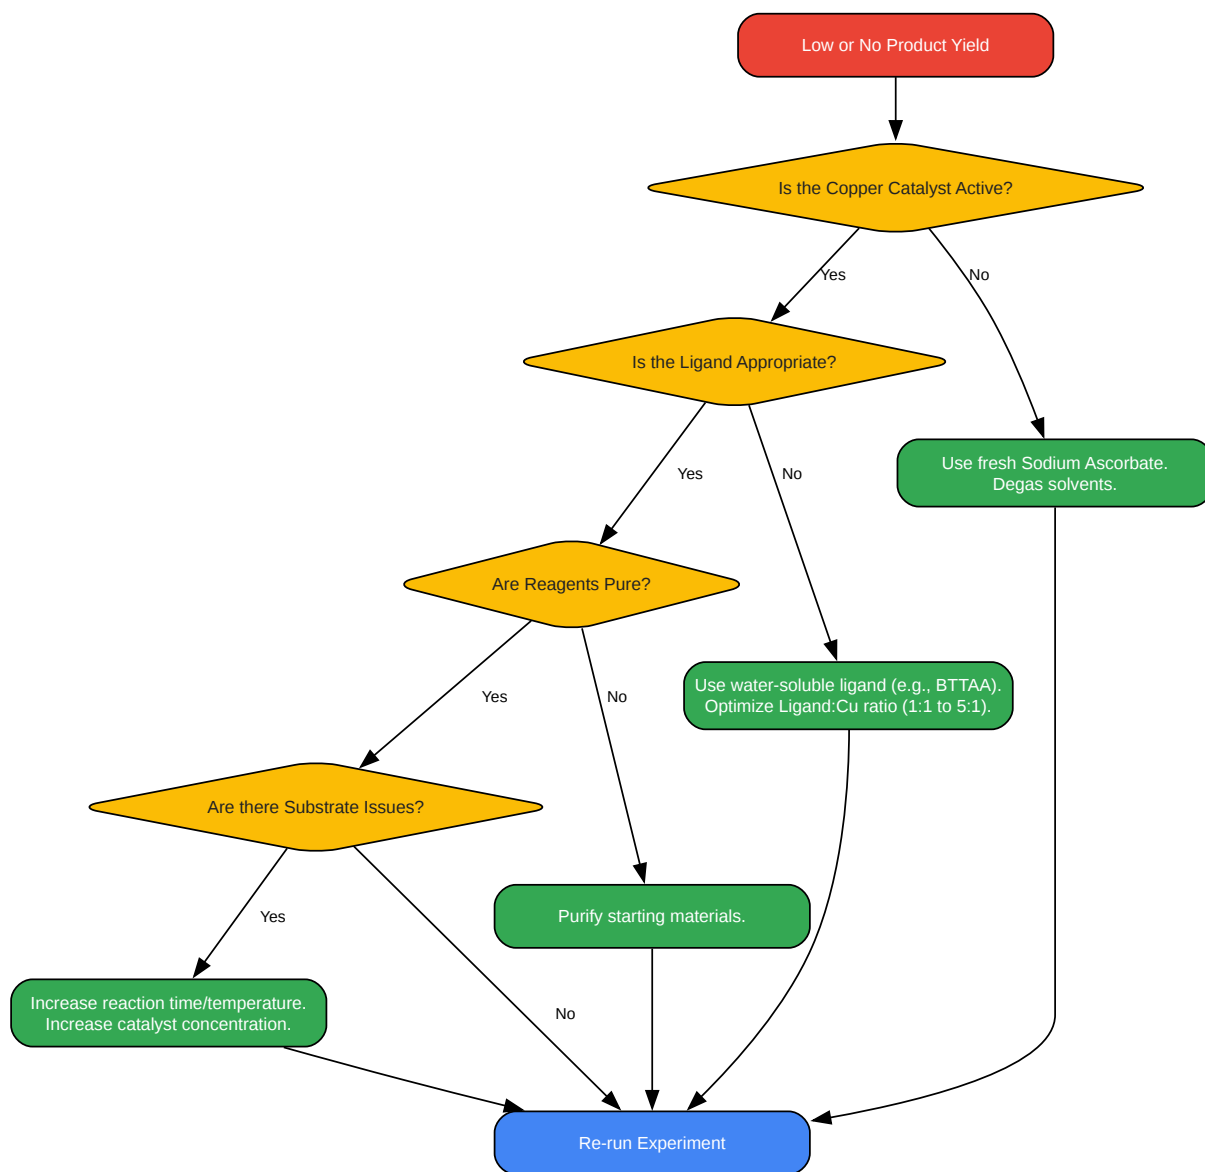 Low or No Product Yield
Is the Copper Catalyst Active?
Yes
No
Is the Ligand Appropriate?
Use fresh Sodium Ascorbate.
Degas solvents.
Yes
No
Are Reagents Pure?
Use water-soluble ligand (e.g., BTTAA).
Optimize Ligand:Cu ratio (1:1 to 5:1).
Yes
No
Are there Substrate Issues?
Purify starting materials.
Yes
Increase reaction time/temperature.
Increase catalyst concentration.
No
Re-run Experiment